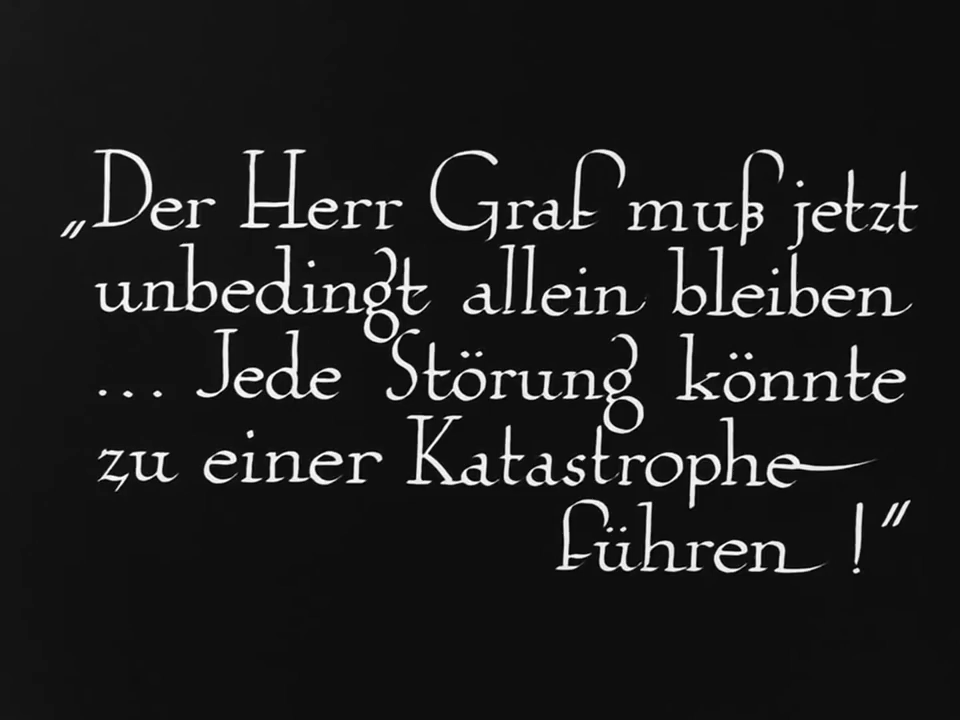 „Der Herr Graf muß jetzt
unbedingt allein bleiben
... Jede Störung könnte
zu einer Katastrophe
führen !“